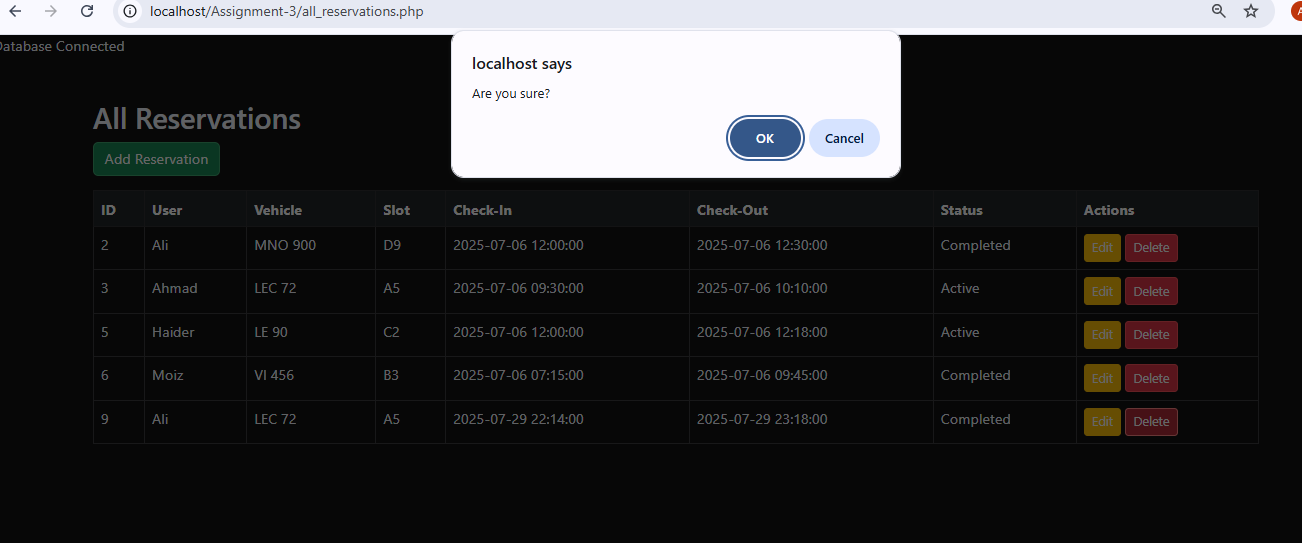 localhost/Assignment-3/all_reservations.php
Database Connected
localhost says
Are you sure?
OK Cancel
All Reservations
Add Reservation
ID User Vehicle Slot Check-In Check-Out Status Actions
2 Ali MNO 900 D9 2025-07-06 12:00:00 2025-07-06 12:30:00 Completed Edit Delete
3 Ahmad LEC 72 A5 2025-07-06 09:30:00 2025-07-06 10:10:00 Active Edit Delete
5 Haider LE 90 C2 2025-07-06 12:00:00 2025-07-06 12:18:00 Active Edit Delete
6 Moiz VI 456 B3 2025-07-06 07:15:00 2025-07-06 09:45:00 Completed Edit Delete
9 Ali LEC 72 A5 2025-07-29 22:14:00 2025-07-29 23:18:00 Completed Edit Delete